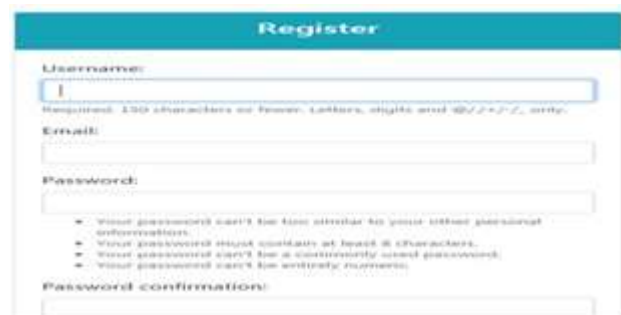 Register
Username:
Required. 150 characters or fewer. Letters, digits and @/./+/-/_ only.
Email:
Password:
Your password can't be too similar to your other personal
information.
Your password must contain at least 8 characters.
Your password can't be a commonly used password.
Your password can't be entirely numeric.
Password confirmation: